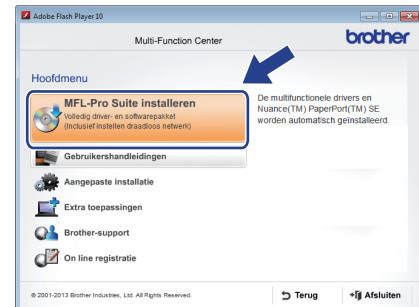 Adobe Flash Player 10
Multi-Function Center
brother
Hoofdmenu
MFL-Pro Suite installeren
Volledig driver- en softwarepakket
(Inclusief instellen draadloos netwerk)
De multifunctionele drivers en
Nuance(TM) PaperPort(TM) SE
worden automatisch geïnstalleerd.
Gebruikershandleidingen
Aangepaste installatie
Extra toepassingen
Brother-support
On line registratie
© 2001-2013 Brother Industries, Ltd. All Rights Reserved.
Terug
Afsluiten